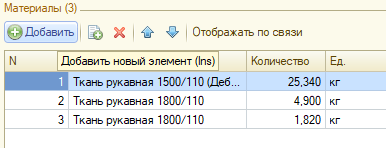 Материалы (3)
Добавить Отображать по связи
N Добавить новый элемент (Ins) Количество Ед.
1 Ткань рукавная 1500/110 (Деб... 25,340 кг
2 Ткань рукавная 1800/110 4,900 кг
3 Ткань рукавная 1800/110 1,820 кг